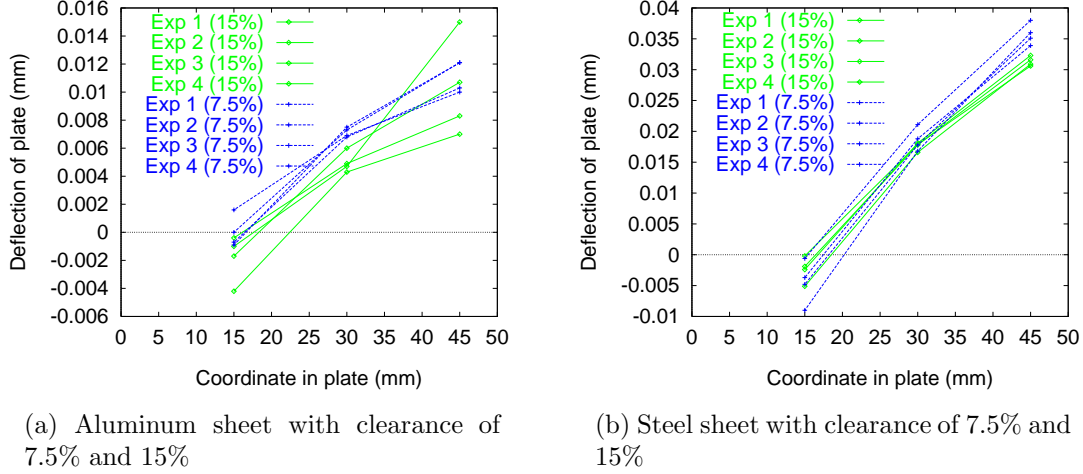 0.016
0.014
0.012
0.01
0.008
0.006
0.004
0.002
0
-0.002
-0.004
-0.006
0 5 10 15 20 25 30 35 40 45 50
Deflection of plate (mm)
Coordinate in plate (mm)
Exp 1 (15%)
Exp 2 (15%)
Exp 3 (15%)
Exp 4 (15%)
Exp 1 (7.5%)
Exp 2 (7.5%)
Exp 3 (7.5%)
Exp 4 (7.5%)
(a) Aluminum sheet with clearance of
7.5% and 15%
0.04
0.035
0.03
0.025
0.02
0.015
0.01
0.005
0
-0.005
-0.01
0 5 10 15 20 25 30 35 40 45 50
Deflection of plate (mm)
Coordinate in plate (mm)
Exp 1 (15%)
Exp 2 (15%)
Exp 3 (15%)
Exp 4 (15%)
Exp 1 (7.5%)
Exp 2 (7.5%)
Exp 3 (7.5%)
Exp 4 (7.5%)
(b) Steel sheet with clearance of 7.5% and
15%